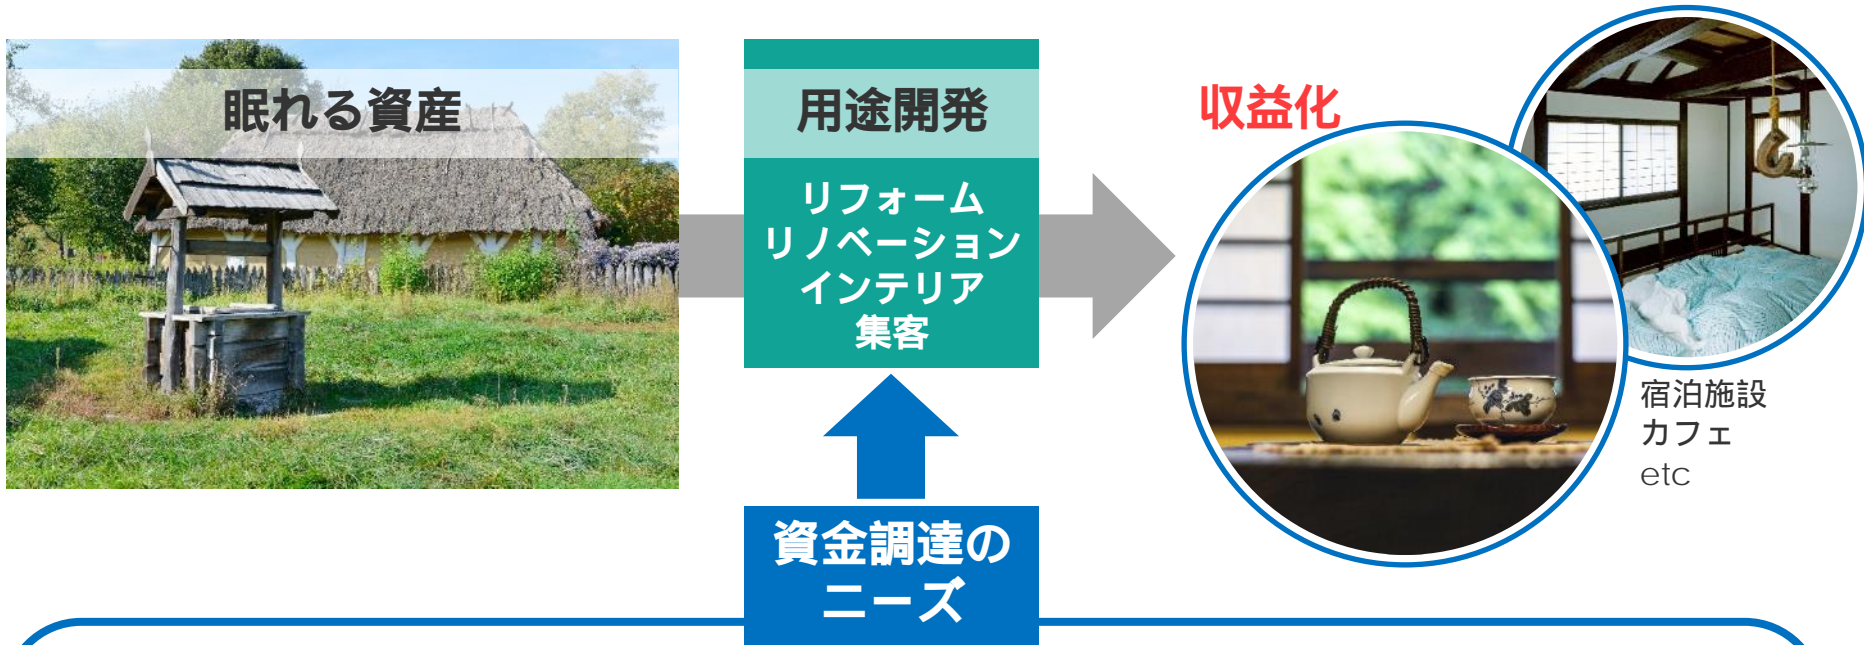 眠れる資産
用途開発
リフォーム
リノベーション
インテリア
集客
収益化
宿泊施設
カフェ
etc
資金調達の
ニーズ